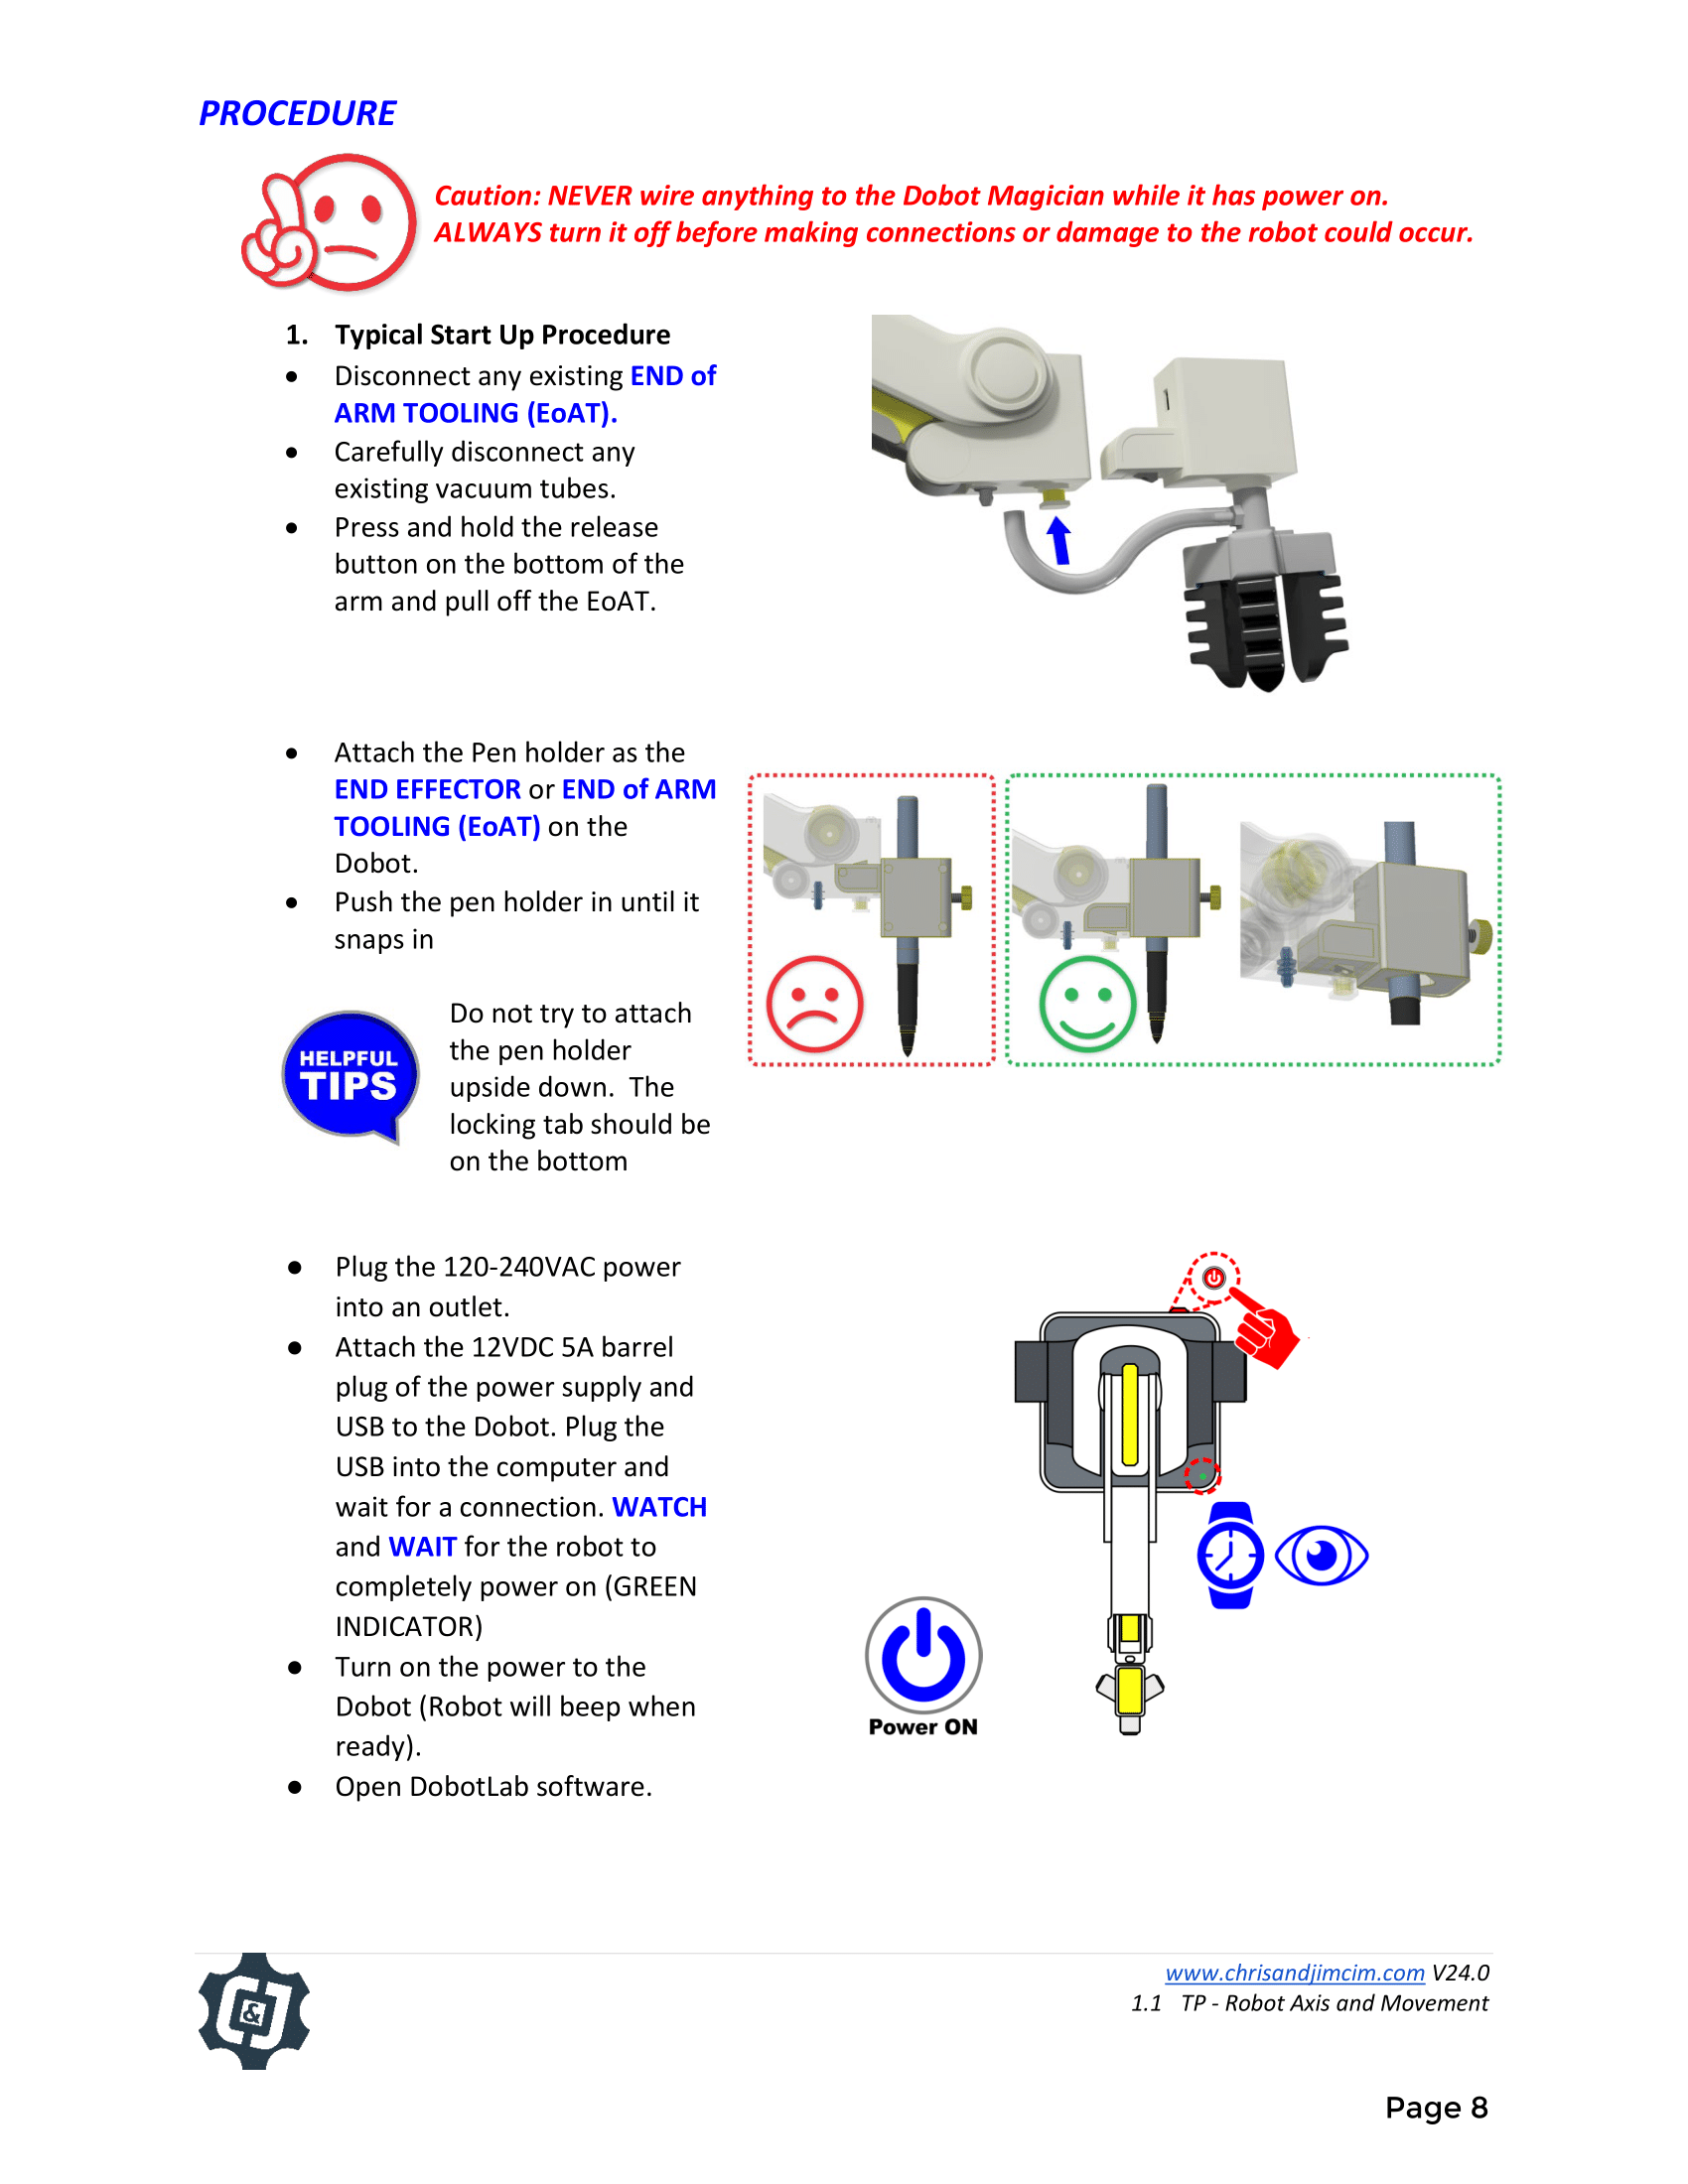 PROCEDURE
Caution: NEVER wire anything to the Dobot Magician while it has power on.
ALWAYS turn it off before making connections or damage to the robot could occur.
1. Typical Start Up Procedure
● Disconnect any existing END of
ARM TOOLING (EoAT).
● Carefully disconnect any
existing vacuum tubes.
● Press and hold the release
button on the bottom of the
arm and pull off the EoAT.
● Attach the Pen holder as the
END EFFECTOR or END of ARM
TOOLING (EoAT) on the
Dobot.
● Push the pen holder in until it
snaps in
HELPFUL
TIPS
Do not try to attach
the pen holder
upside down. The
locking tab should be
on the bottom
● Plug the 120-240VAC power
into an outlet.
● Attach the 12VDC 5A barrel
plug of the power supply and
USB to the Dobot. Plug the
USB into the computer and
wait for a connection. WATCH
and WAIT for the robot to
completely power on (GREEN
INDICATOR)
● Turn on the power to the
Dobot (Robot will beep when
ready).
● Open DobotLab software.
Power ON
C&J
www.chrisandjimcim.com V24.0
1.1 TP - Robot Axis and Movement
Page 8